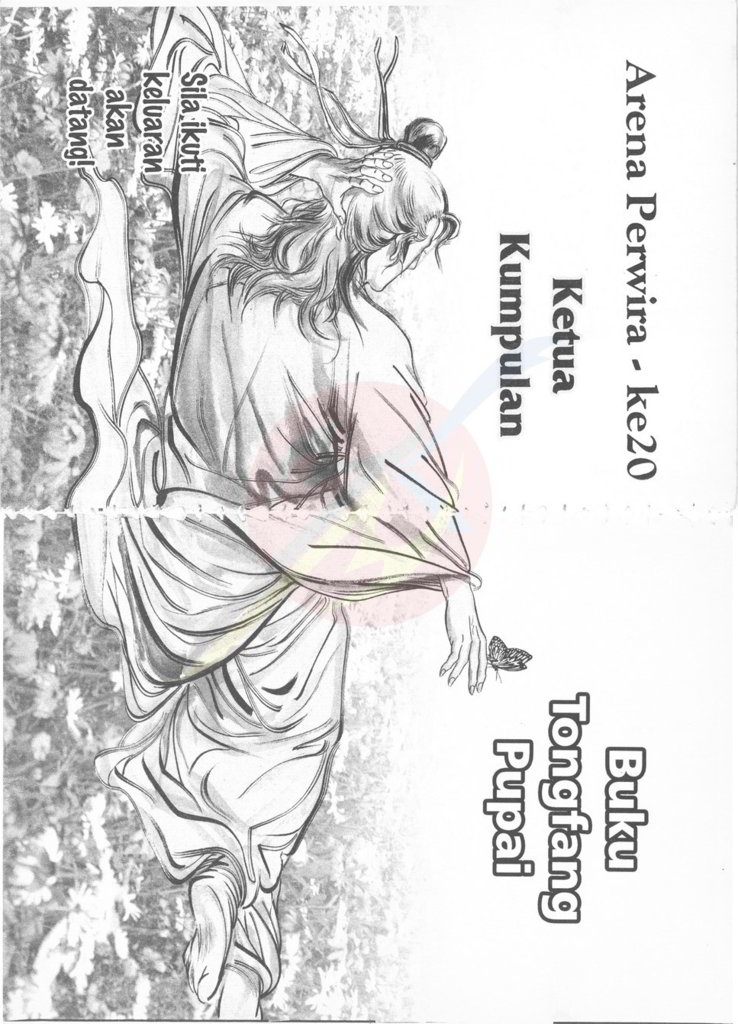 Arena Perwira - ke20
Ketua
Kumpulan
Buku
Tongfang
Pupai
Sila ikuti
keluaran
akan
datang!